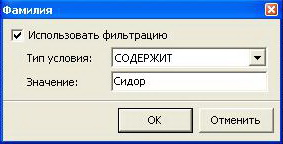 Фамилия
Использовать фильтрацию
Тип условия: СОДЕРЖИТ
Значение: Сидор
OK Отменить